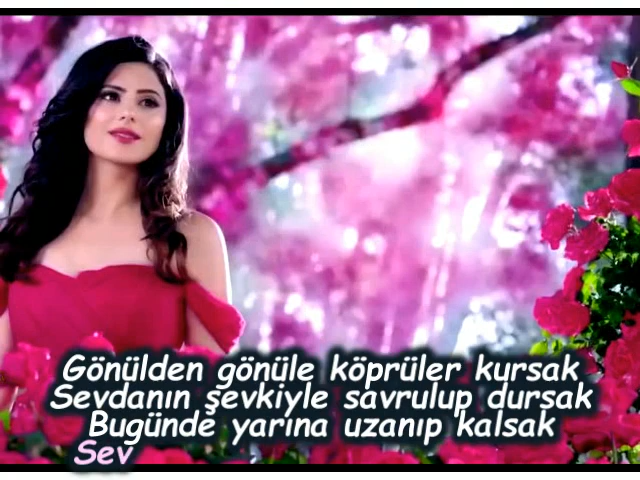 Gönülden gönüle köprüler kursak
Sevdanın şevkiyle savrulup dursak
Bugünde yarına uzanıp kalsak
Sev